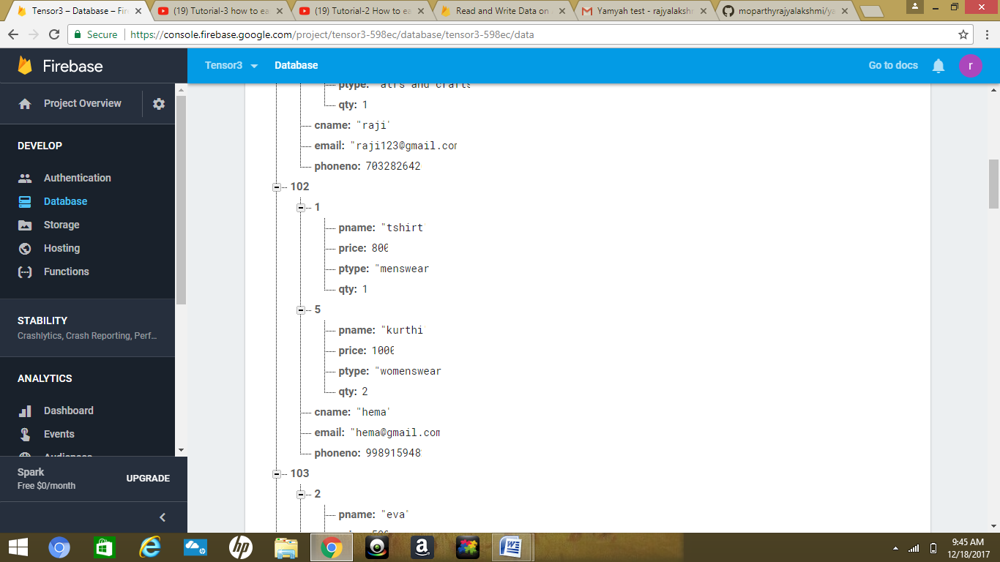 Tensor3 – Database – Fir
(19) Tutorial-3 how to ea
(19) Tutorial-2 How to ea
Read and Write Data on
Yamyah test - rajyalakshm
moparthyrajyalakshmi/ya
Secure https://console.firebase.google.com/project/tensor3-598ec/database/tensor3-598ec/data
Firebase
Tensor3 Database Go to docs r
Project Overview
DEVELOP
Authentication
Database
Storage
Hosting
Functions
STABILITY
Crashlytics, Crash Reporting, Perf...
ANALYTICS
Dashboard
Events
Audiences
Spark
Free $0/month
UPGRADE
ptype: "atrs and crafts
qty: 1
cname: "raji"
email: "raji123@gmail.com
phoneno: 703282642
102
1
pname: "tshirt
price: 800
ptype: "menswear
qty: 1
5
pname: "kurthi
price: 1000
ptype: "womenswear
qty: 2
cname: "hema"
email: "hema@gmail.com
phoneno: 998915948
103
2
pname: "eva"
9:45 AM
12/18/2017